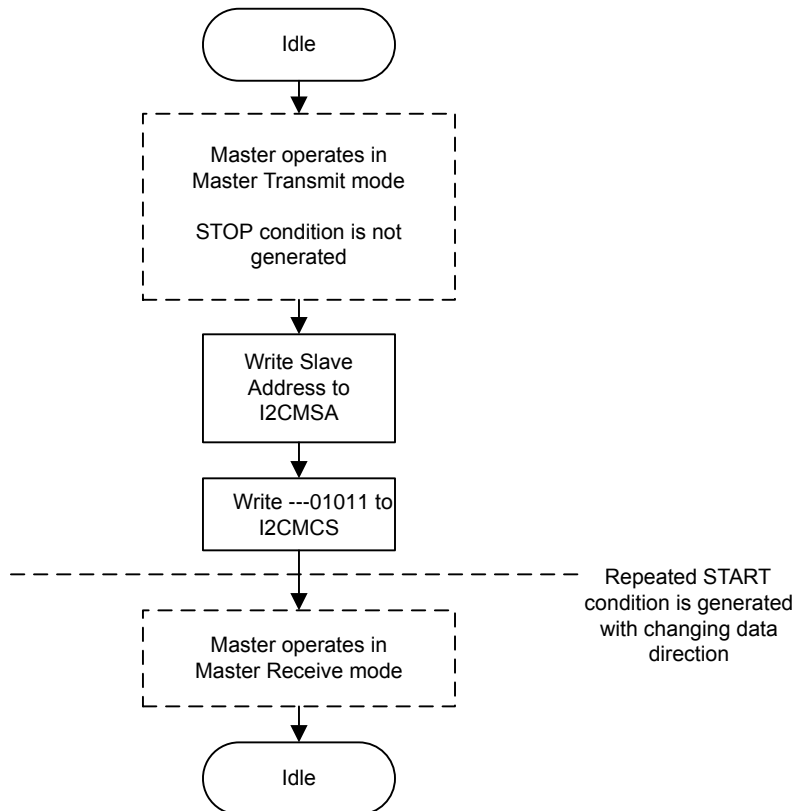 Idle
Master operates in
Master Transmit mode
STOP condition is not
generated
Write Slave
Address to
I2CMSA
Write ---01011 to
I2CMCS
Repeated START
condition is generated
with changing data
direction
Master operates in
Master Receive mode
Idle